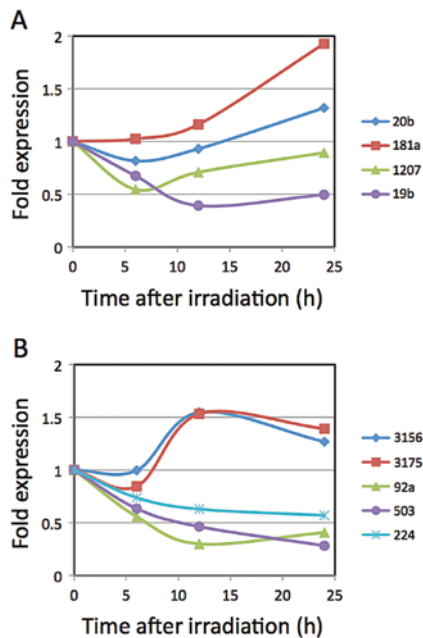 A
Fold expression
2
1.5
1
0.5
0
0 5 10 15 20 25
Time after irradiation (h)
20b
181a
1207
19b
B
Fold expression
2
1.5
1
0.5
0
0 5 10 15 20 25
Time after irradiation (h)
3156
3175
92a
503
224